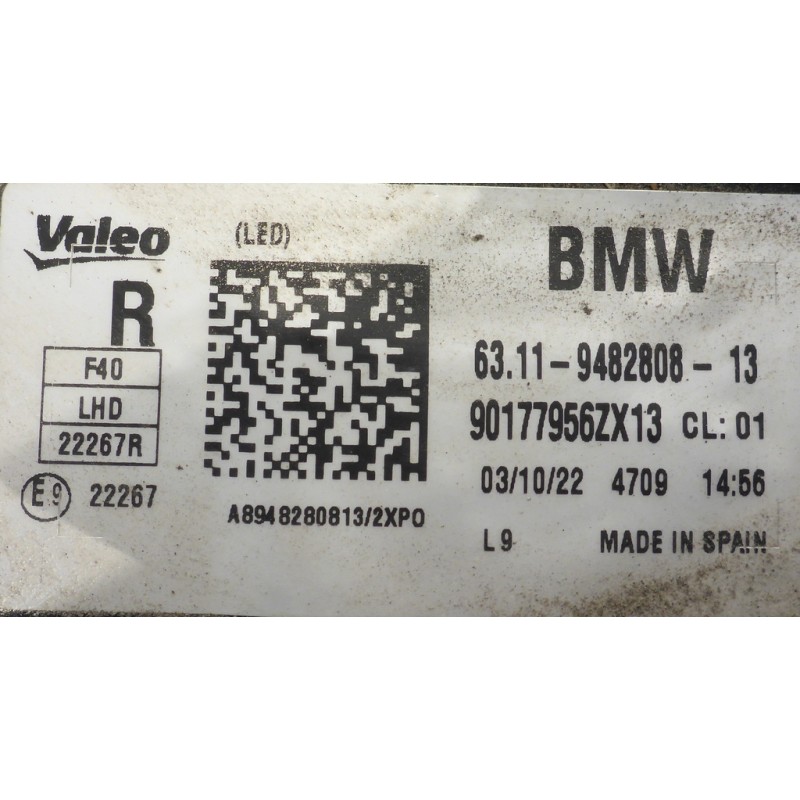 Valeo
(LED)
BMW
R
F40
LHD
22267R
E9 22267
A8948280813/2XPO
63.11-9482808-13
90177956ZX13 CL: 01
03/10/22 4709 14:56
L9 MADE IN SPAIN